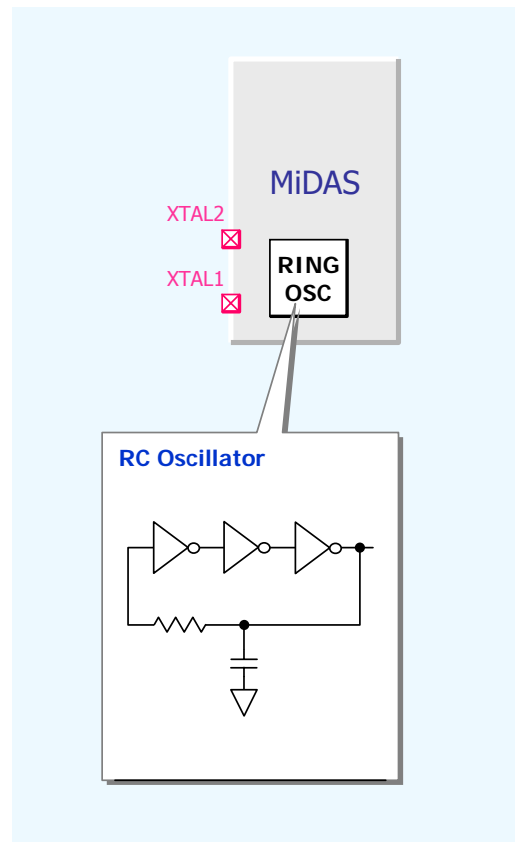 MiDAS
XTAL2
XTAL1
RING
OSC
RC Oscillator